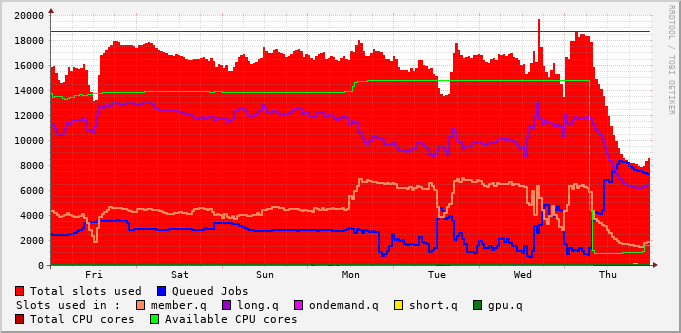 20000
18000
16000
14000
12000
10000
8000
6000
4000
2000
0
Fri Sat Sun Mon Tue Wed Thu
RRDTOOL / TOBI OETIKER
Total slots used Queued Jobs
Slots used in : member.q long.q ondemand.q short.q gpu.q
Total CPU cores Available CPU cores